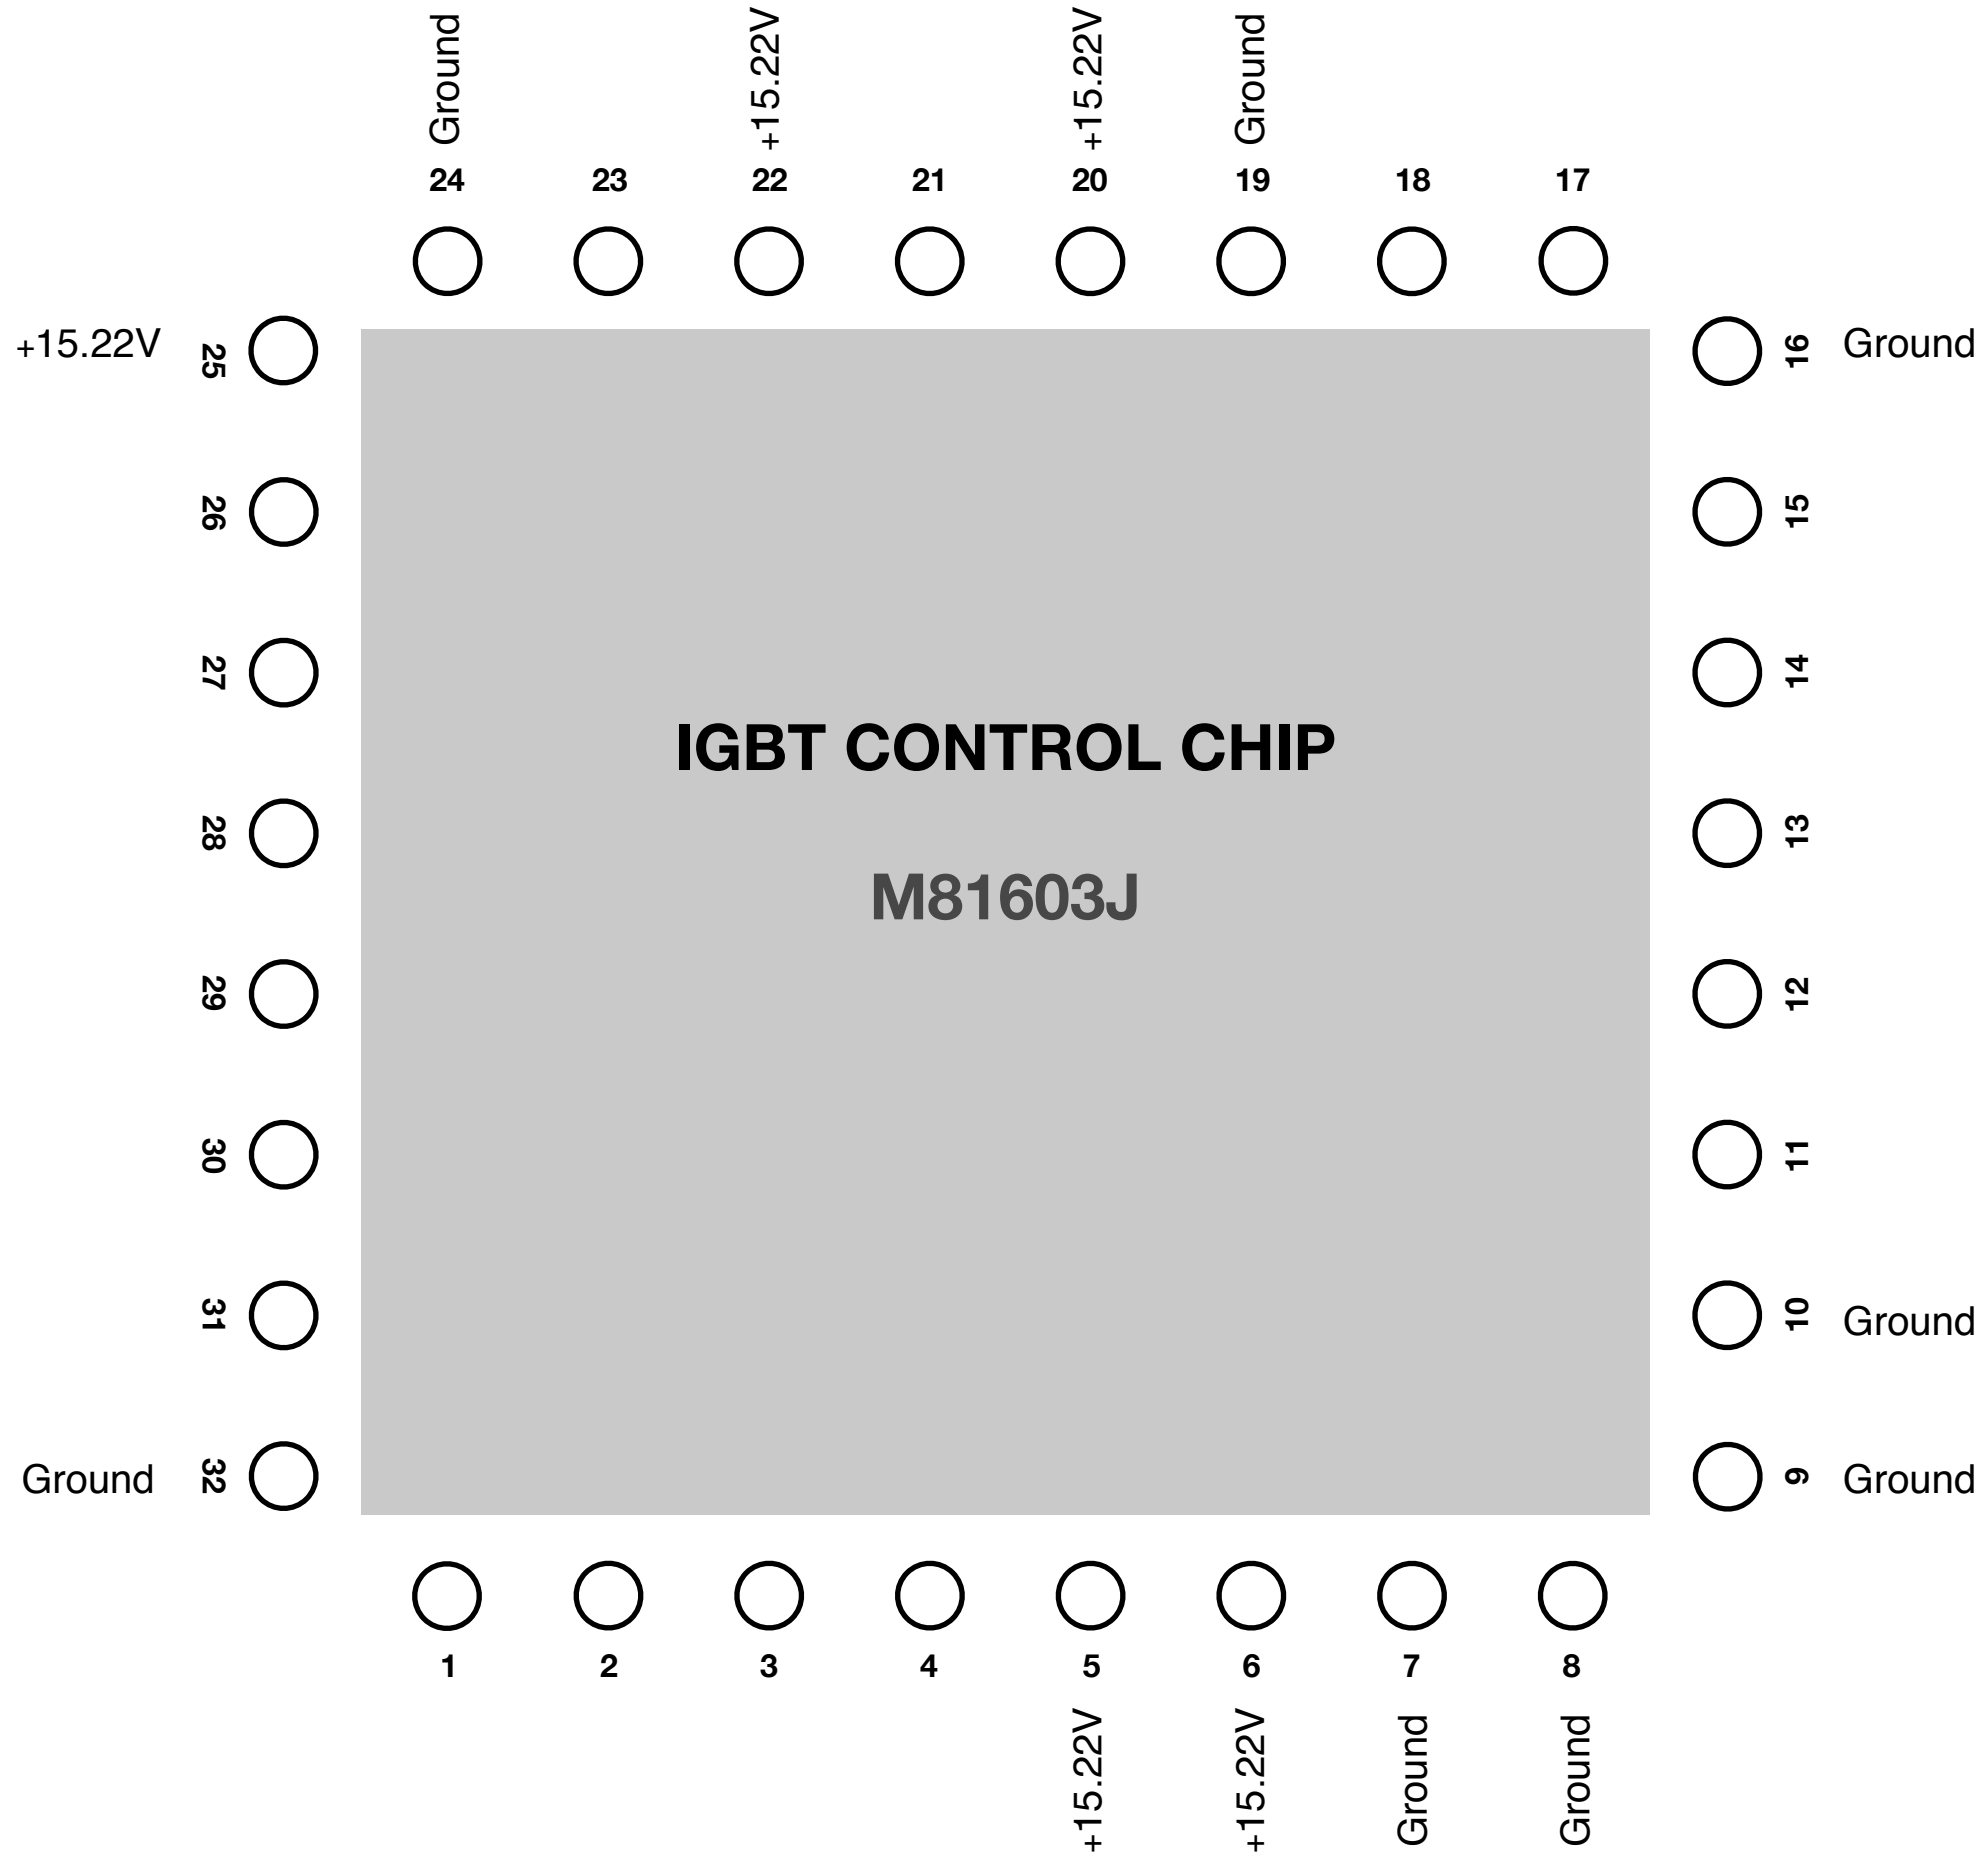 Ground +15.22V +15.22V Ground
24 23 22 21 20 19 18 17
+15.22V 25 16 Ground
26 15
27 14
IGBT CONTROL CHIP
28 13
M81603J
29 12
30 11
31 10 Ground
Ground 32 9 Ground
1 2 3 4 5 6 7 8
+15.22V +15.22V Ground Ground